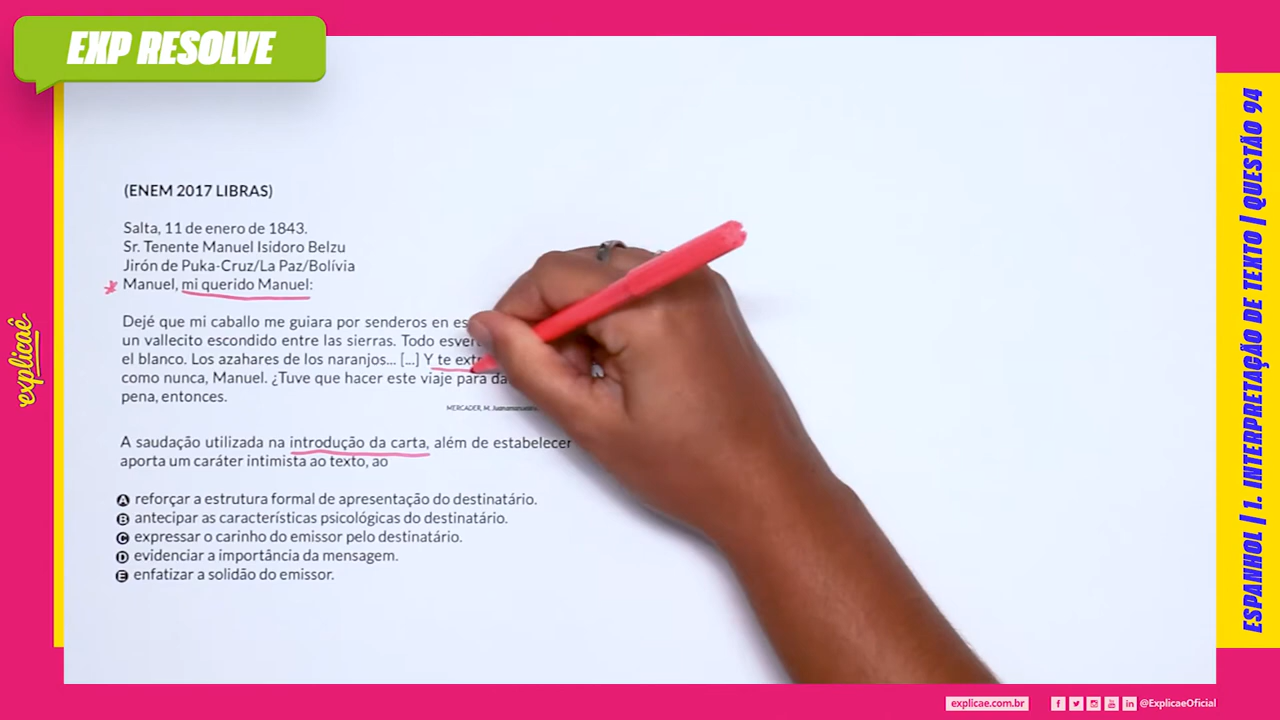 EXP RESOLVE
(ENEM 2017 LIBRAS)
Salta, 11 de enero de 1843.
Sr. Tenente Manuel Isidoro Belzu
Jirón de Puka-Cruz/La Paz/Bolívia
Manuel, mi querido Manuel:
Dejé que mi caballo me guiara por senderos en
un vallecito escondido entre las sierras. Todo
el blanco. Los azahares de los naranjos... [...] Y te
como nunca, Manuel. ¿Tuve que hacer este viaje para
pena, entonces.
MERCADER, M.
A saudação utilizada na introdução da carta, além de estabelecer
aporta um caráter intimista ao texto, ao
A reforçar a estrutura formal de apresentação do destinatário.
B antecipar as características psicológicas do destinatário.
C expressar o carinho do emissor pelo destinatário.
D evidenciar a importância da mensagem.
E enfatizar a solidão do emissor.
explicaê
ESPANHOL | 1. INTERPRETAÇÃO DE TEXTO | QUESTÃO 94
explicae.com.br
@ExplicaeOficial